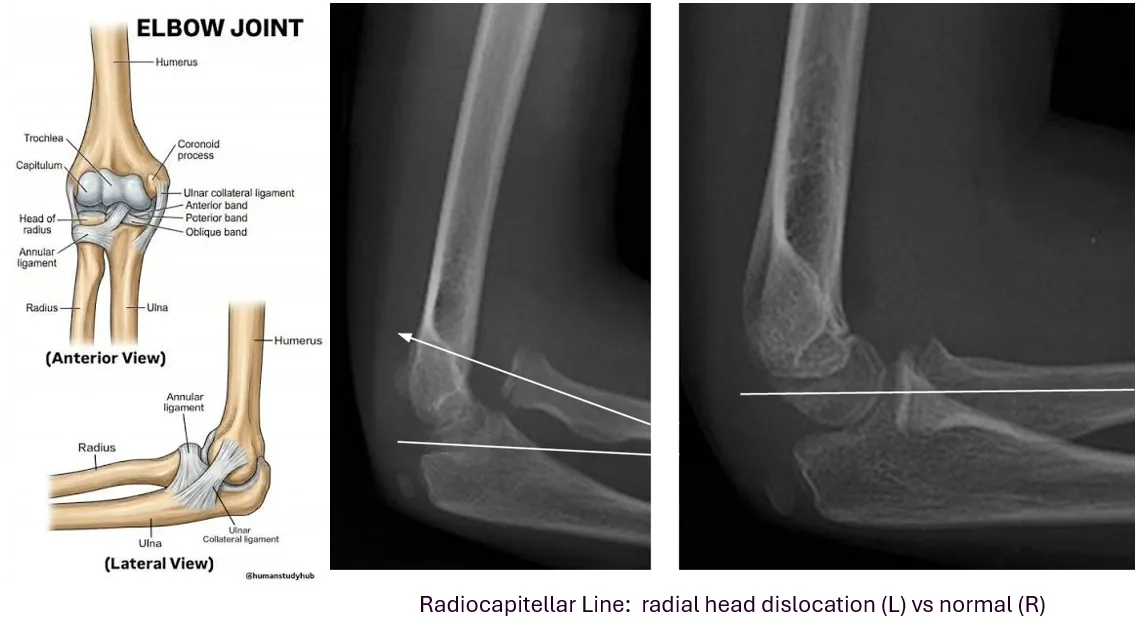 ELBOW JOINT
Humerus
Trochlea
Coronoid
process
Capitulum
Ulnar collateral ligament
Anterior band
Poterior band
Oblique band
Head of
radius
Annular
ligament
Radius
Ulna
(Anterior View)
Humerus
Annular
ligament
Radius
Ulna
Ulnar
Collateral ligament
(Lateral View)
@humanstudyhub
Radiocapitellar Line: radial head dislocation (L) vs normal (R)